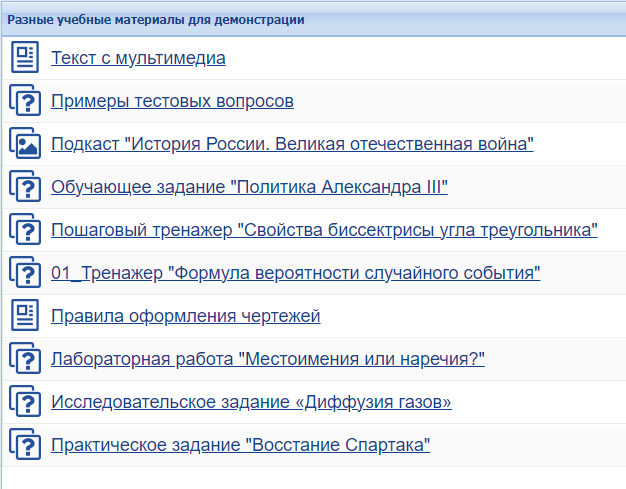 Разные учебные материалы для демонстрации
Текст с мультимедиа
Примеры тестовых вопросов
Подкаст "История России. Великая отечественная война"
Обучающее задание "Политика Александра III"
Пошаговый тренажер "Свойства биссектрисы угла треугольника"
01_Тренажер "Формула вероятности случайного события"
Правила оформления чертежей
Лабораторная работа "Местоимения или наречия?"
Исследовательское задание «Диффузия газов»
Практическое задание "Восстание Спартака"